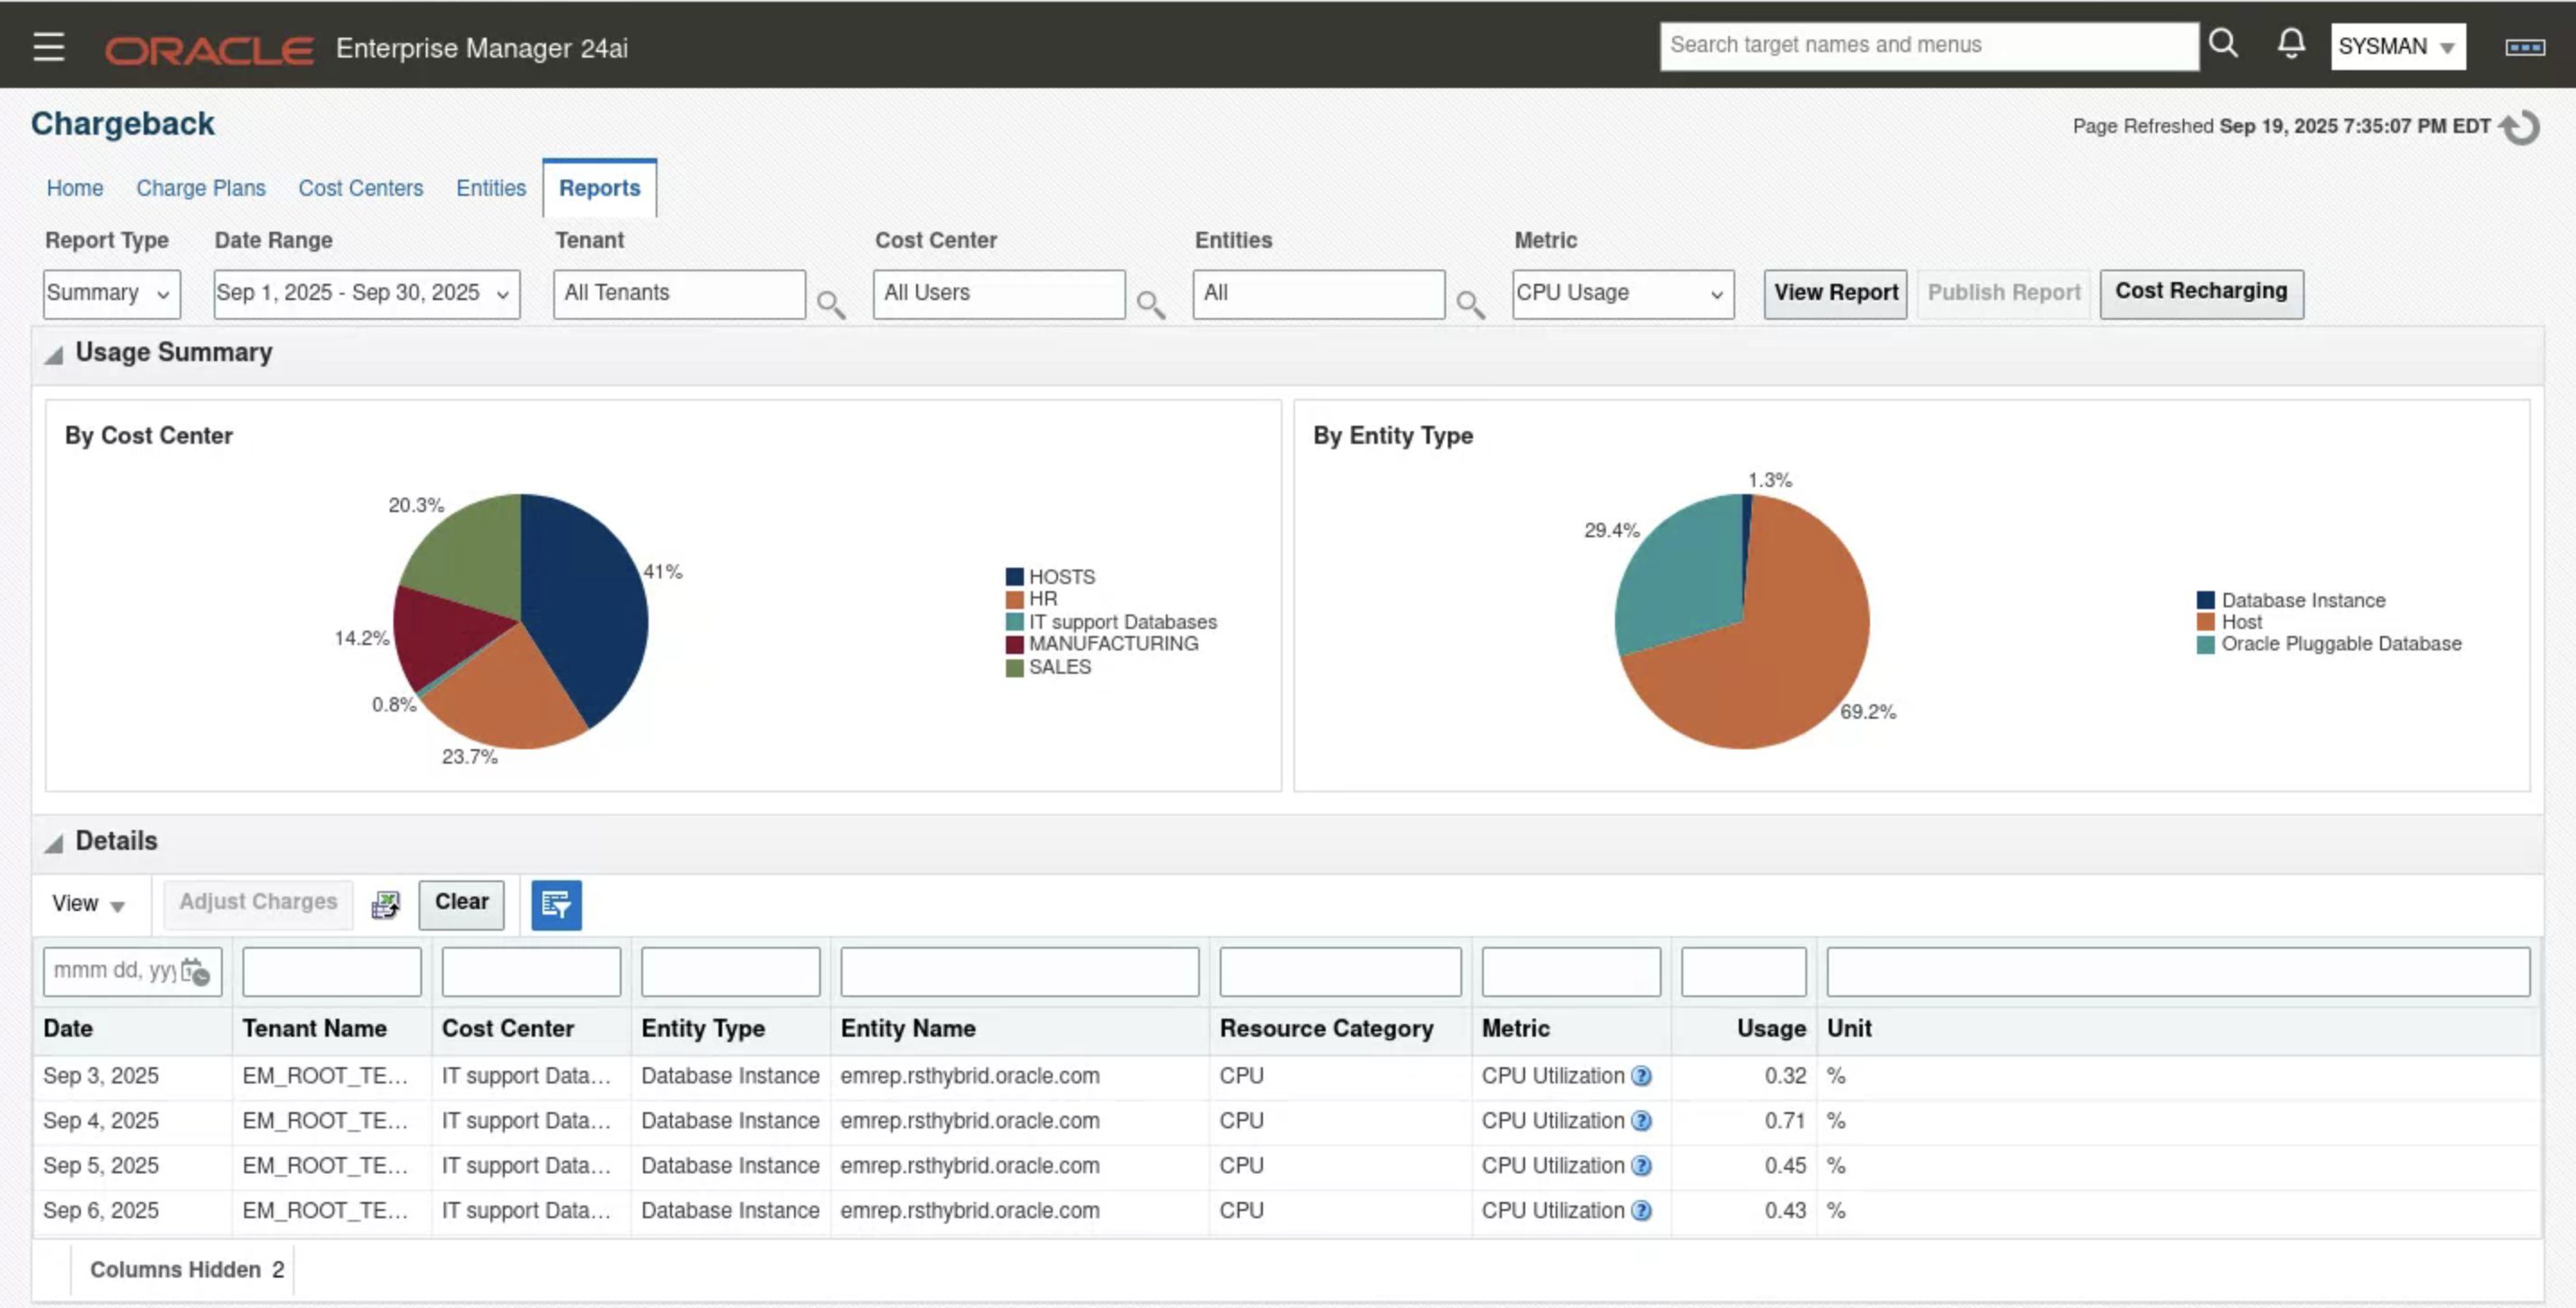 ORACLE Enterprise Manager 24ai
Search target names and menus
SYSMAN
Chargeback
Page Refreshed Sep 19, 2025 7:35:07 PM EDT
Home Charge Plans Cost Centers Entities Reports
Report Type Date Range Tenant Cost Center Entities Metric
Summary Sep 1, 2025 - Sep 30, 2025 All Tenants All Users All CPU Usage View Report Publish Report Cost Recharging
Usage Summary
By Cost Center
20.3%
41%
14.2%
0.8%
23.7%
HOSTS
HR
IT support Databases
MANUFACTURING
SALES
By Entity Type
1.3%
29.4%
69.2%
Database Instance
Host
Oracle Pluggable Database
Details
View Adjust Charges Clear
mmm dd, yyy
Date Tenant Name Cost Center Entity Type Entity Name Resource Category Metric Usage Unit
Sep 3, 2025 EM_ROOT_TE... IT support Data... Database Instance emrep.rsthybrid.oracle.com CPU CPU Utilization ? 0.32 %
Sep 4, 2025 EM_ROOT_TE... IT support Data... Database Instance emrep.rsthybrid.oracle.com CPU CPU Utilization ? 0.71 %
Sep 5, 2025 EM_ROOT_TE... IT support Data... Database Instance emrep.rsthybrid.oracle.com CPU CPU Utilization ? 0.45 %
Sep 6, 2025 EM_ROOT_TE... IT support Data... Database Instance emrep.rsthybrid.oracle.com CPU CPU Utilization ? 0.43 %
Columns Hidden 2